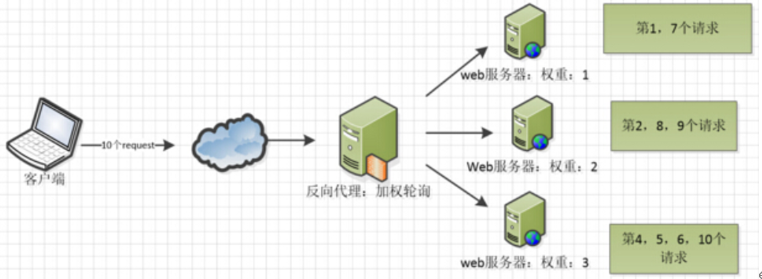 第1，7个请求
web服务器：权重：1
10个request
客户端
第2，8，9个请求
Web服务器：权重：2
反向代理：加权轮询
第4，5，6，10个
请求
web服务器：权重：3
e